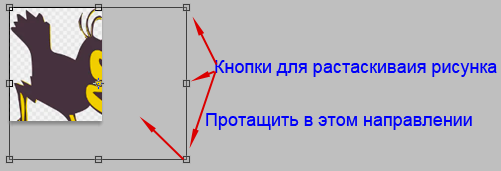 Кнопки для растаскиваия рисунка
Протащить в этом направлении